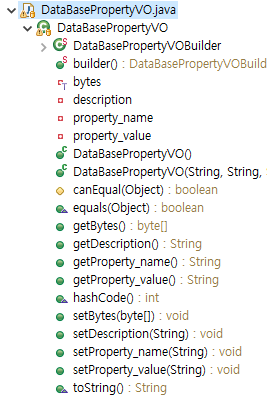 DataBasePropertyVO.java
DataBasePropertyVO
DataBasePropertyVOBuilder
builder() : DataBasePropertyVOBuild
bytes
description
property_name
property_value
DataBasePropertyVO()
DataBasePropertyVO(String, String,
canEqual(Object) : boolean
equals(Object) : boolean
getBytes() : byte[]
getDescription() : String
getProperty_name() : String
getProperty_value() : String
hashCode() : int
setBytes(byte[]) : void
setDescription(String) : void
setProperty_name(String) : void
setProperty_value(String) : void
toString() : String